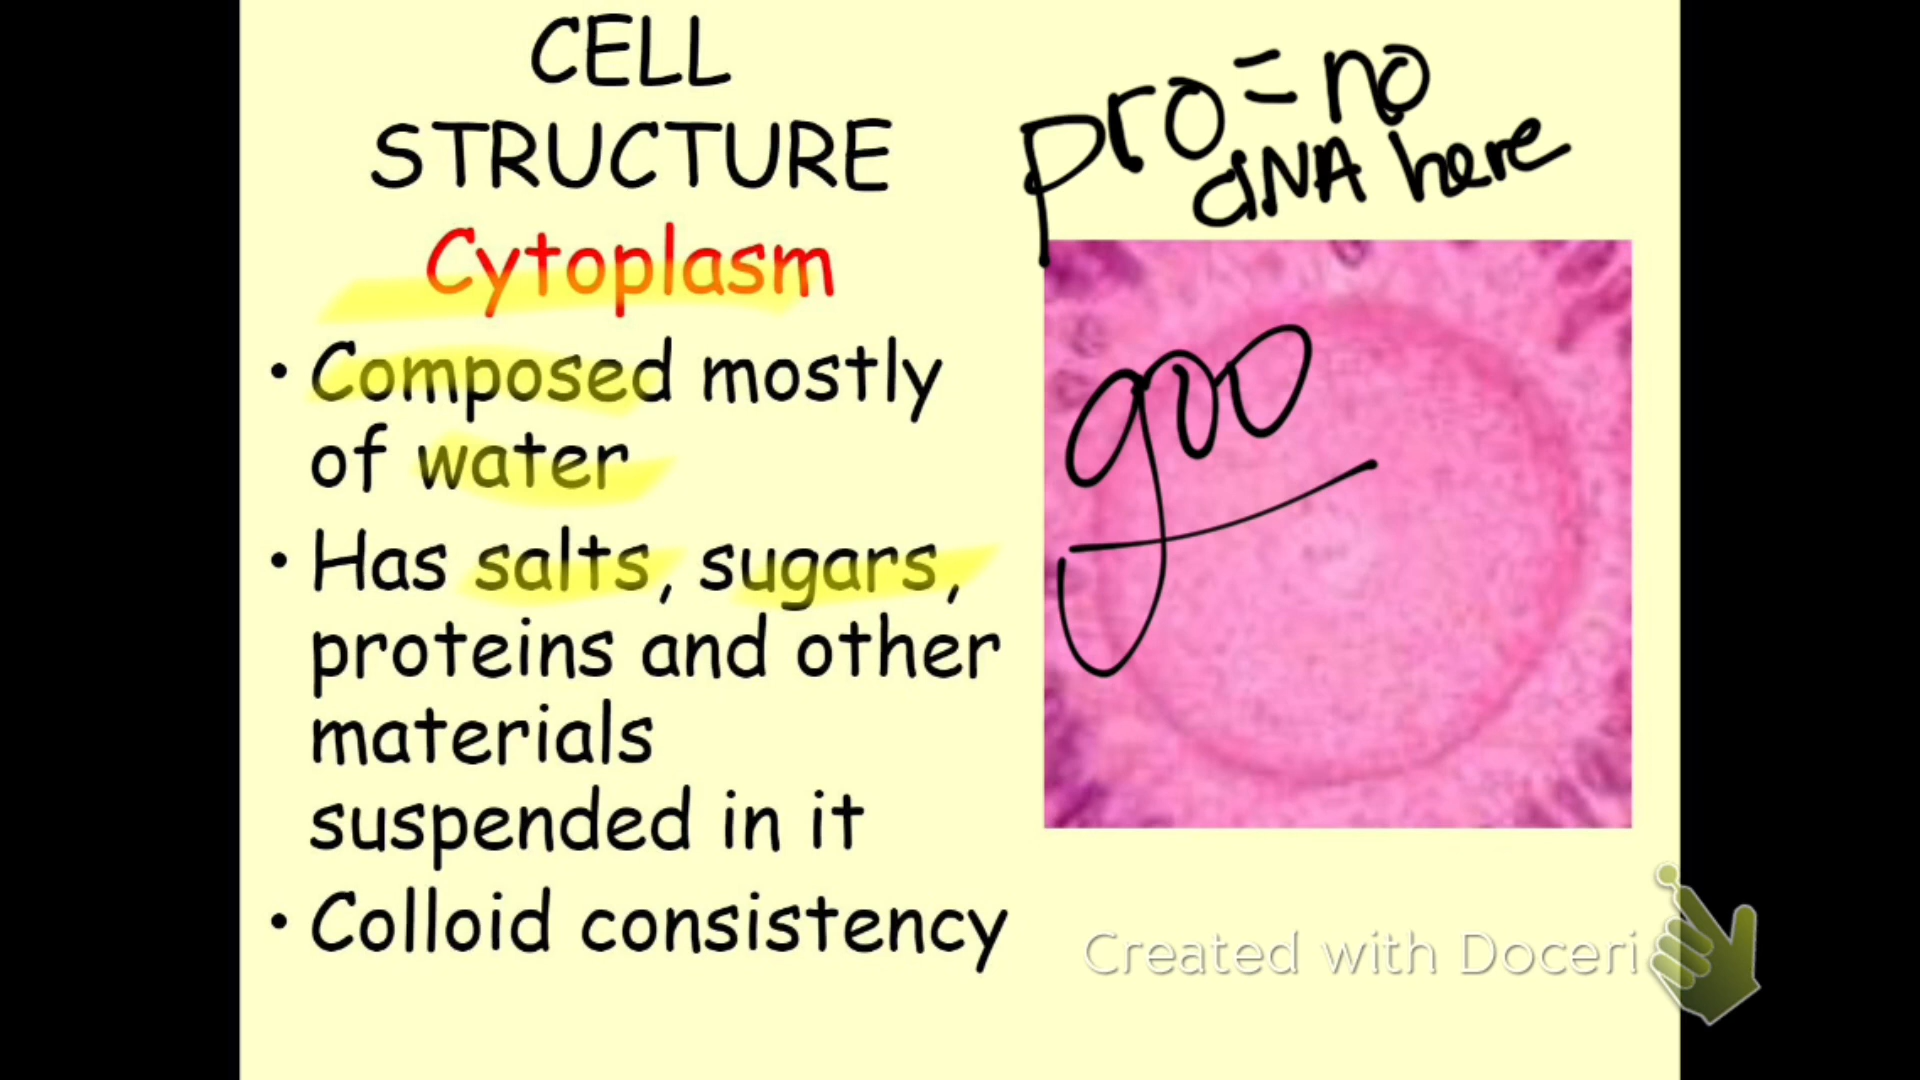 CELL
STRUCTURE
Cytoplasm
• Composed mostly
of water
• Has salts, sugars,
proteins and other
materials
suspended in it
• Colloid consistency
pro = no
DNA here
goo
Created with Doceri